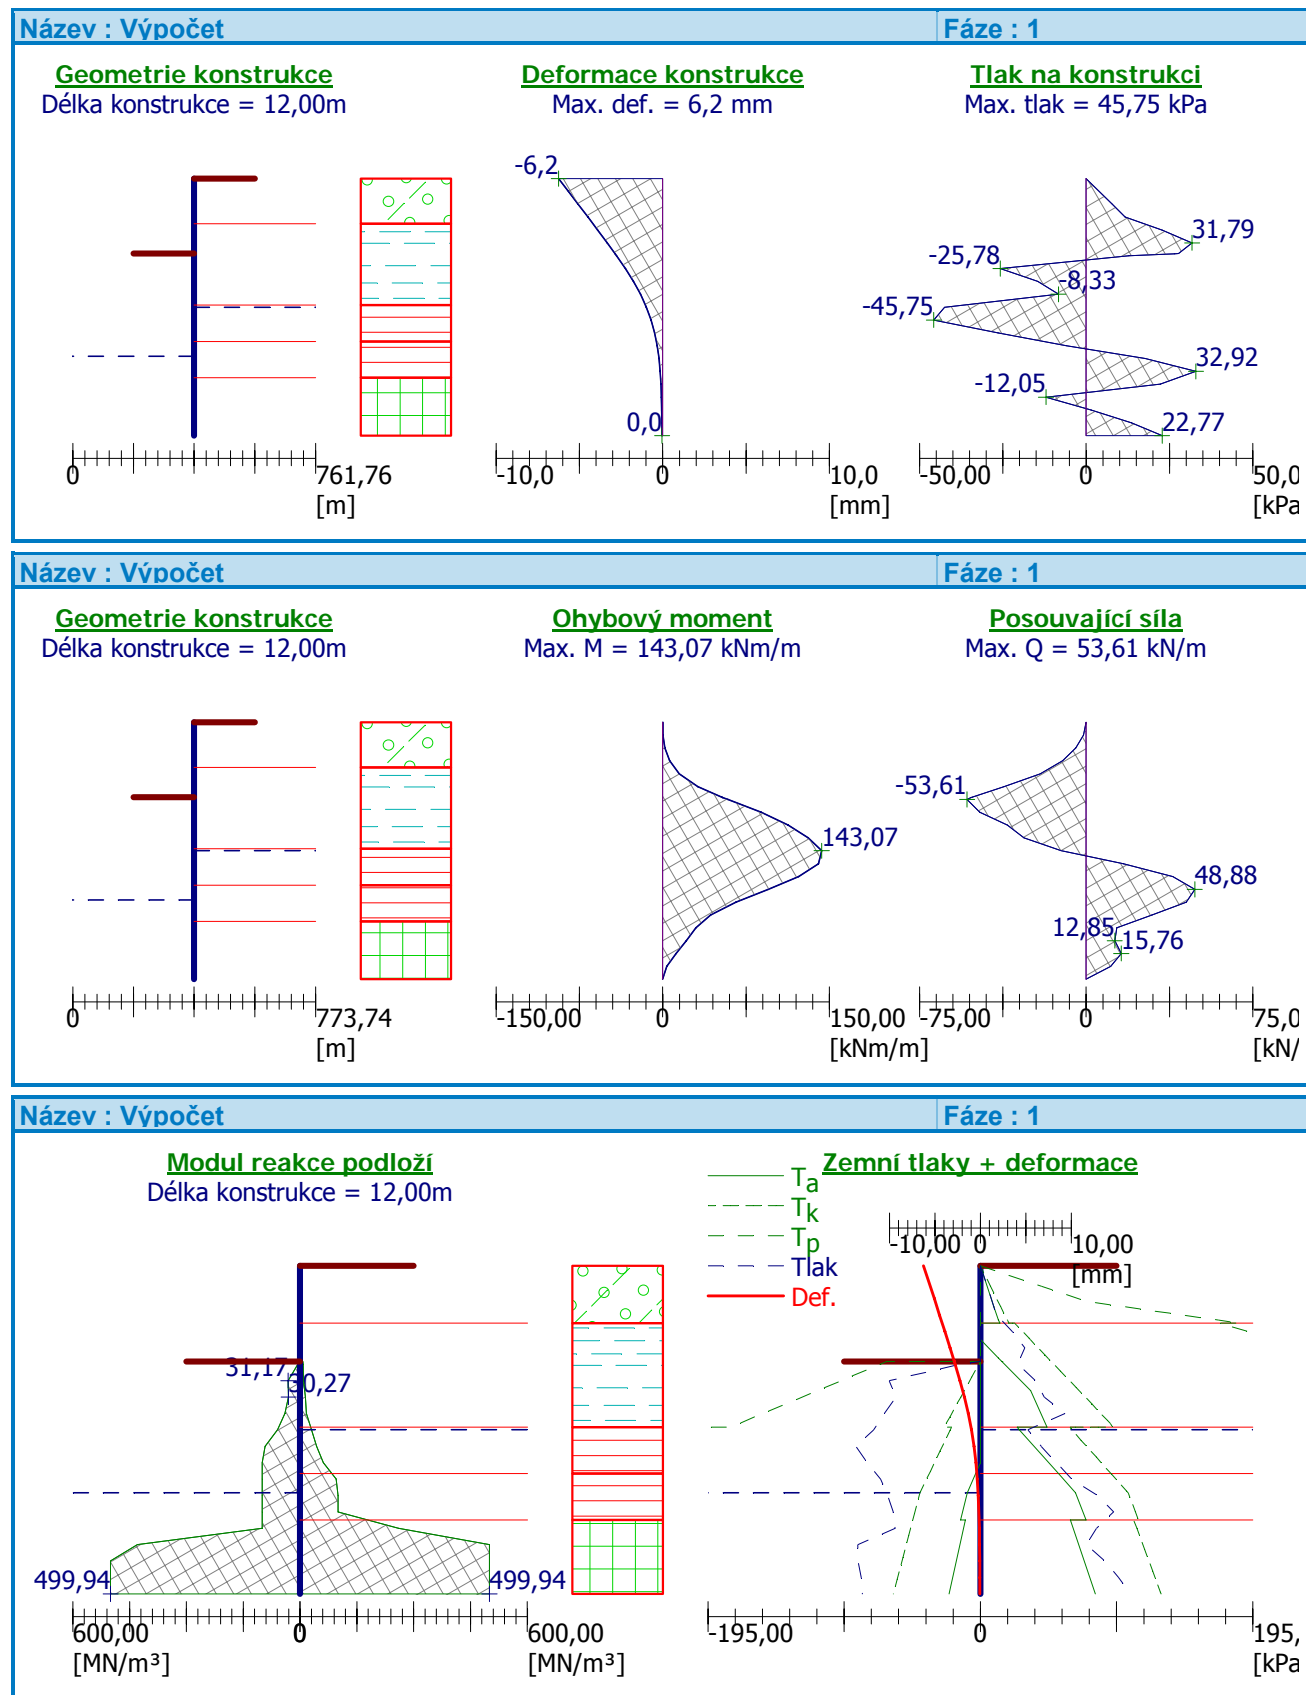 Název : Výpočet
Fáze : 1
Geometrie konstrukce
Délka konstrukce = 12,00m
Deformace konstrukce
Max. def. = 6,2 mm
Tlak na konstrukci
Max. tlak = 45,75 kPa
-6,2
0,0
31,79
-25,78
-8,33
-45,75
32,92
-12,05
22,77
0
761,76
[m]
-10,0
0
10,0
[mm]
-50,00
0
50,0
[kPa
Název : Výpočet
Fáze : 1
Geometrie konstrukce
Délka konstrukce = 12,00m
Ohybový moment
Max. M = 143,07 kNm/m
Posouvající síla
Max. Q = 53,61 kN/m
143,07
-53,61
48,88
12,85
15,76
0
773,74
[m]
-150,00
0
150,00
[kNm/m]
-75,00
0
75,0
[kN/
Název : Výpočet
Fáze : 1
Modul reakce podloží
Délka konstrukce = 12,00m
Zemní tlaky + deformace
Ta
Tk
Tp
Tlak
Def.
-10,00
0
10,00
[mm]
31,17
30,27
499,94
499,94
600,00
[MN/m³]
0
600,00
[MN/m³]
-195,00
0
195,
[kPa